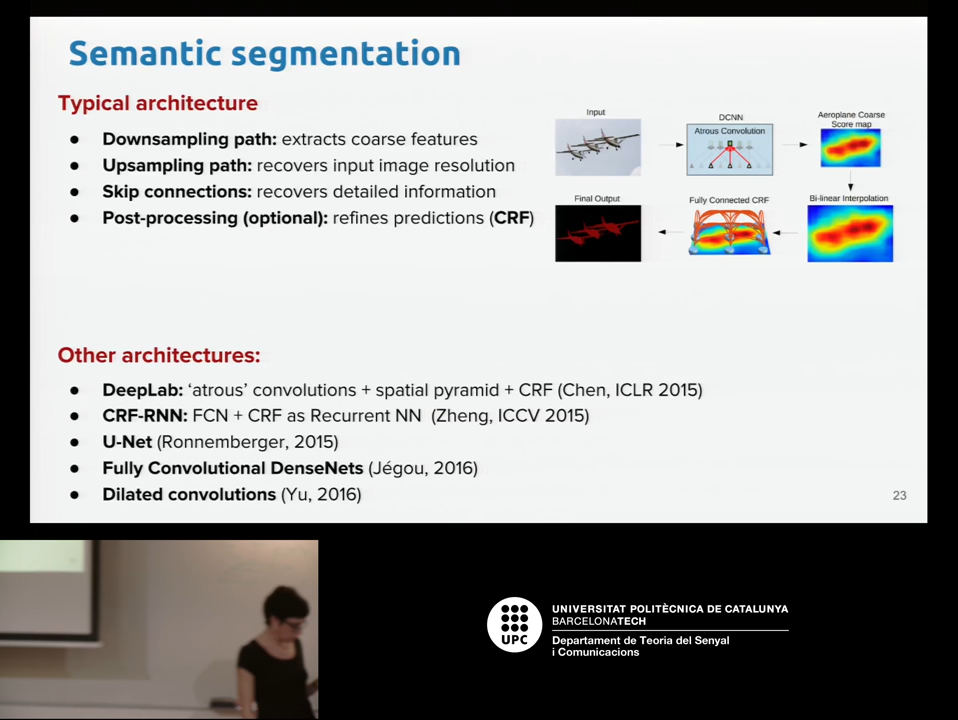 Semantic segmentation
Typical architecture
● Downsampling path: extracts coarse features
● Upsampling path: recovers input image resolution
● Skip connections: recovers detailed information
● Post-processing (optional): refines predictions (CRF)
Input
DCNN
Atrous Convolution
Aeroplane Coarse
Score map
Final Output
Fully Connected CRF
Bi-linear Interpolation
Other architectures:
● DeepLab: ‘atrous’ convolutions + spatial pyramid + CRF (Chen, ICLR 2015)
● CRF-RNN: FCN + CRF as Recurrent NN (Zheng, ICCV 2015)
● U-Net (Ronnemberger, 2015)
● Fully Convolutional DenseNets (Jégou, 2016)
● Dilated convolutions (Yu, 2016)
23
UPC
UNIVERSITAT POLITÈCNICA DE CATALUNYA
BARCELONATECH
Departament de Teoria del Senyal
i Comunicacions